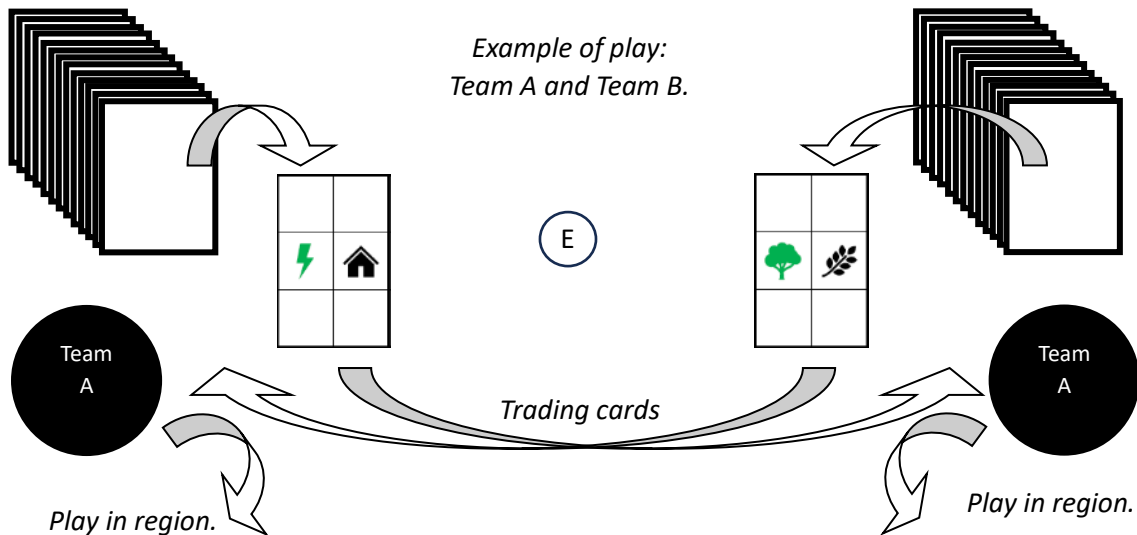 Example of play:
Team A and Team B.
E
Team
A
Team
A
Trading cards
Play in region.
Play in region.